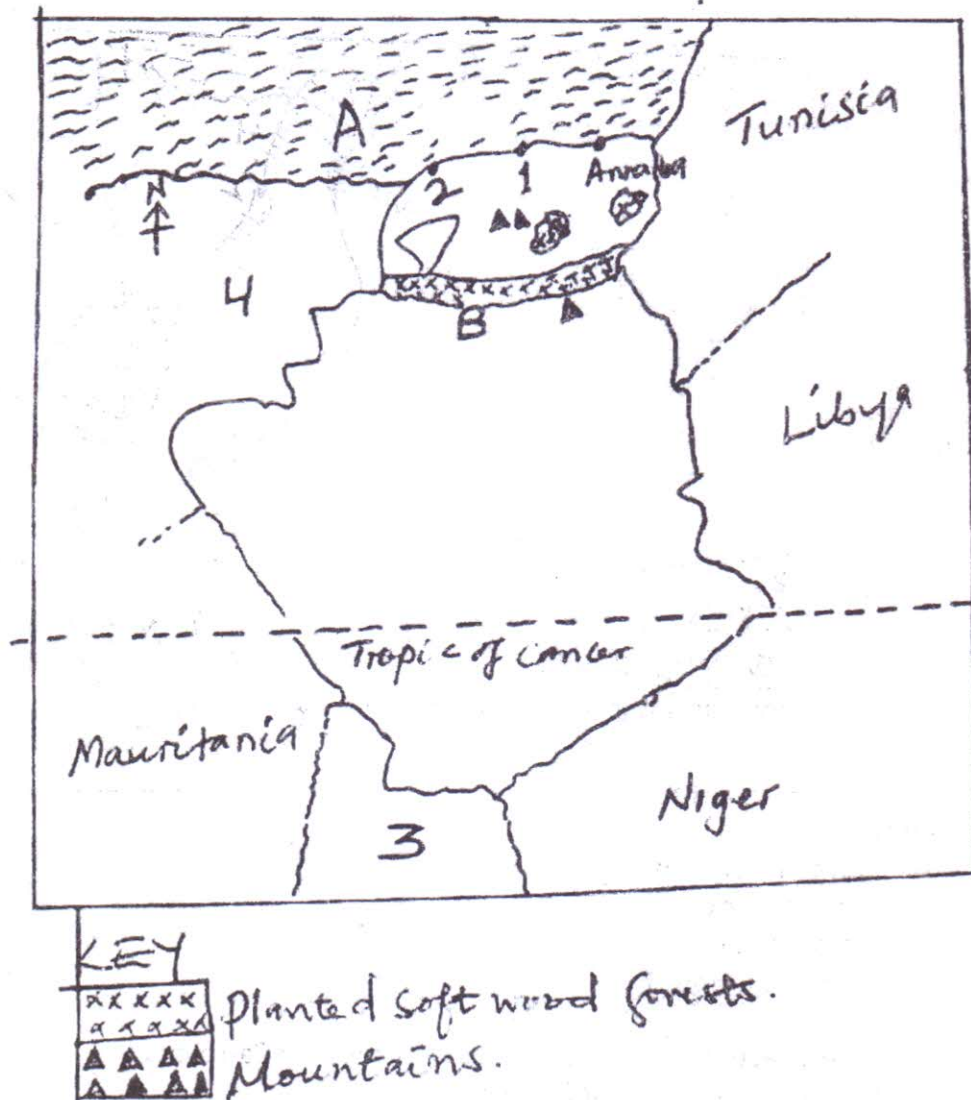 Tunisia
A
N
2
1
Annaba
4
B
Libya
Tropic of cancer
Mauritania
Niger
3
KEY
Planted soft wood forests.
Mountains.